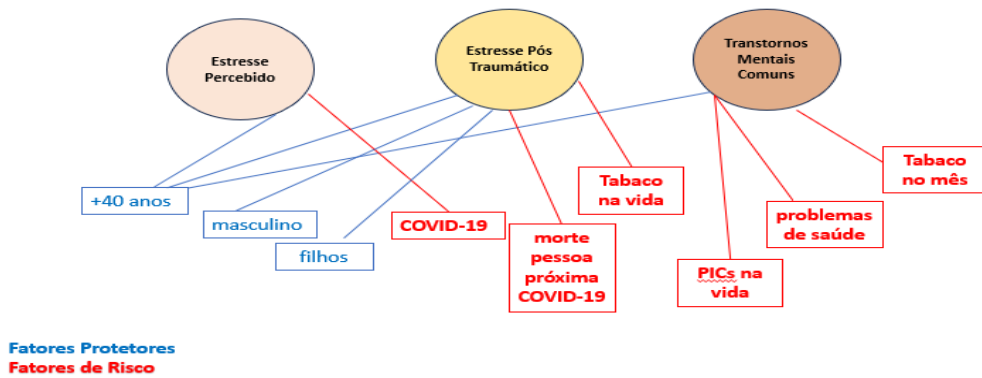 Estresse
Percebido
Estresse Pós
Traumático
Transtornos
Mentais
Comuns
+40 anos
masculino
filhos
COVID-19
morte
pessoa
próxima
COVID-19
Tabaco
na vida
PICs na
vida
problemas
de saúde
Tabaco
no mês
Fatores Protetores
Fatores de Risco